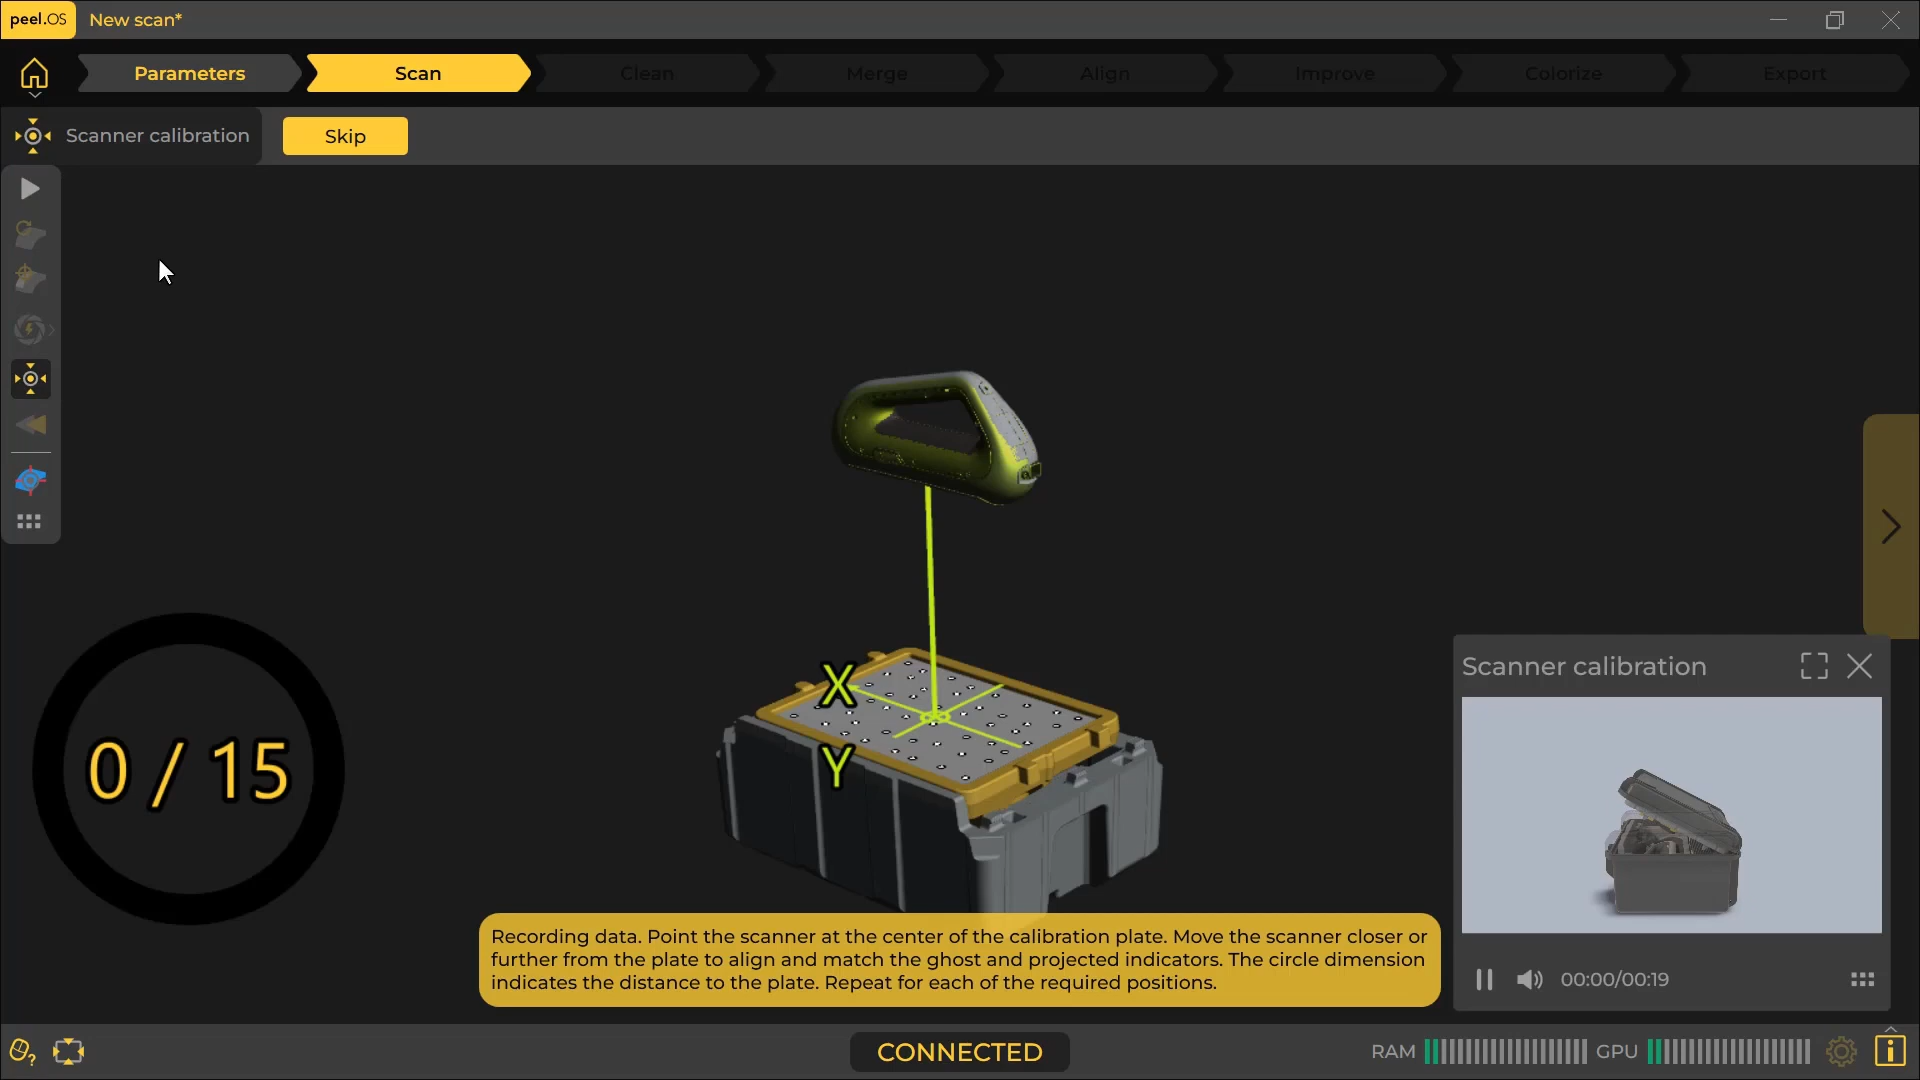 peel.OS
New scan*
Parameters
Scan
Clean
Merge
Align
Improve
Colorize
Export
Scanner calibration
Skip
X
Y
0 / 15
Scanner calibration
Recording data. Point the scanner at the center of the calibration plate. Move the scanner closer or
further from the plate to align and match the ghost and projected indicators. The circle dimension
indicates the distance to the plate. Repeat for each of the required positions.
00:00/00:19
CONNECTED
RAM
GPU